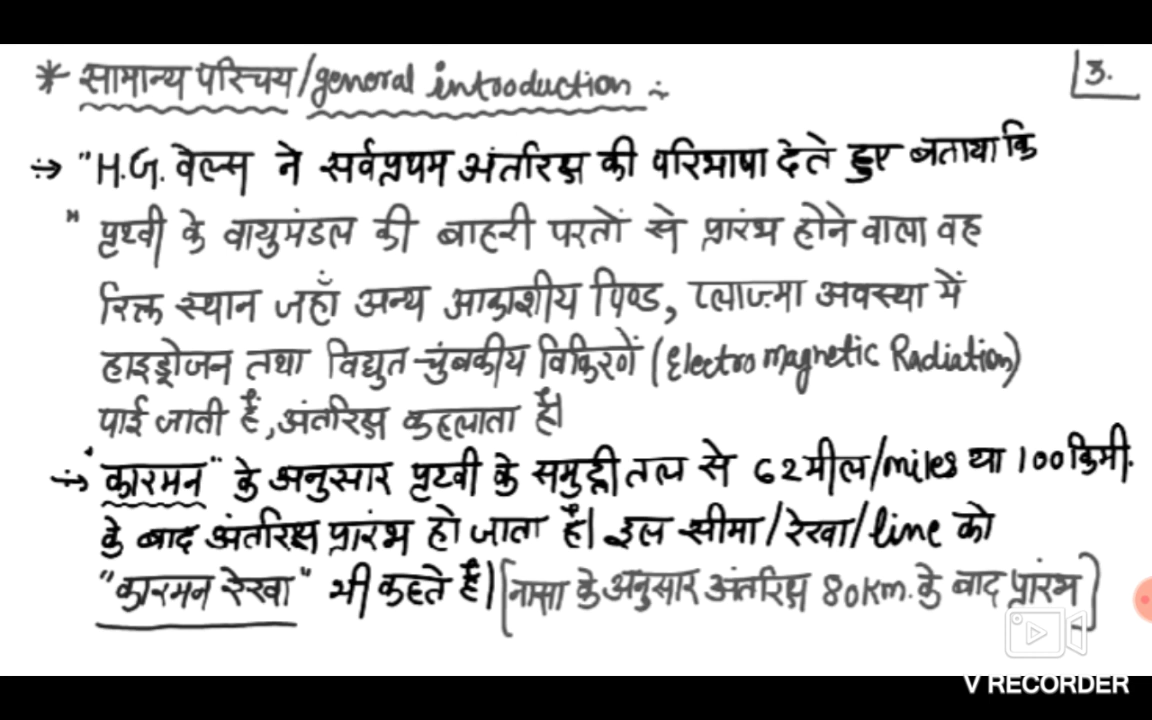 * सामान्य परिचय/general introduction :-
3.
→ "H.G. वेल्स ने सर्वप्रथम अंतरिक्ष की परिभाषा देते हुए बताया कि
" पृथ्वी के वायुमंडल की बाहरी परतों से प्रारंभ होने वाला वह
रिक्त स्थान जहाँ अन्य आकाशीय पिण्ड, प्लाज्मा अवस्था में
हाइड्रोजन तथा विद्युत-चुंबकीय विकिरणें (Electro magnetic Radiation)
पाई जाती हैं, अंतरिक्ष कहलाता है।
→ "कारमन" के अनुसार पृथ्वी के समुद्री तल से 62 मील/miles या 100 किमी.
के बाद अंतरिक्ष प्रारंभ हो जाता है। इस सीमा/रेखा/line को
"कारमन रेखा" भी कहते है। [नासा के अनुसार अंतरिक्ष 80Km. के बाद प्रारंभ]
V RECORDER